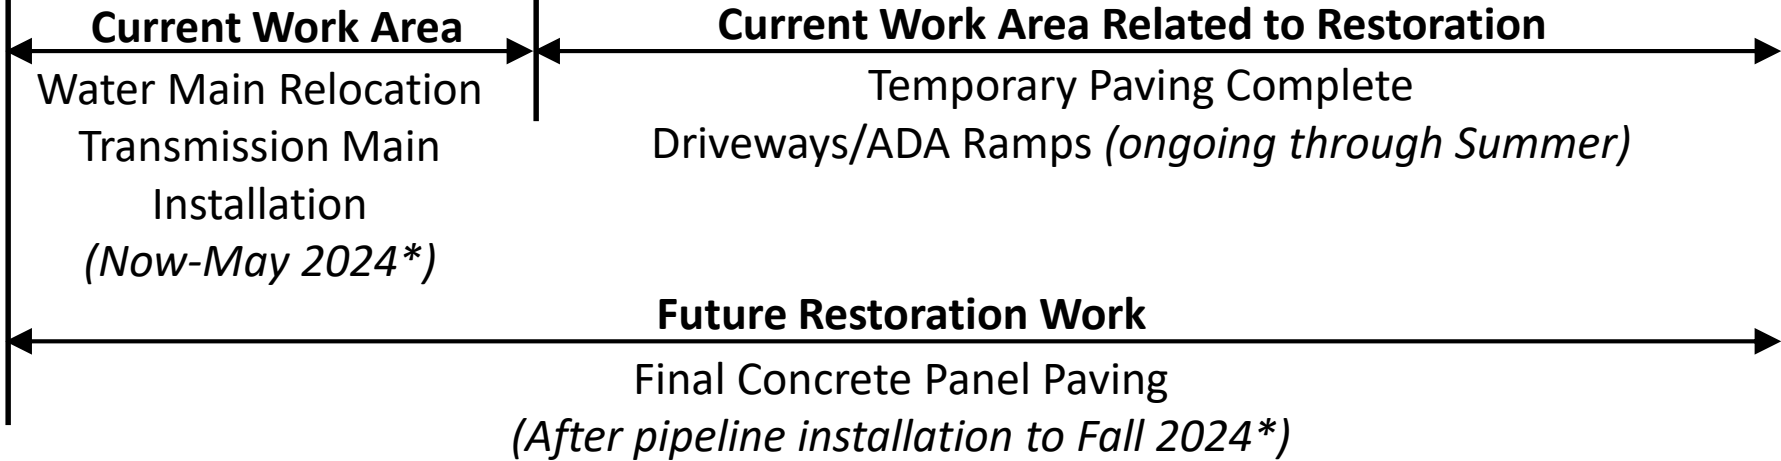 Current Work Area
Water Main Relocation
Transmission Main
Installation
(Now-May 2024*)
Current Work Area Related to Restoration
Temporary Paving Complete
Driveways/ADA Ramps (ongoing through Summer)
Future Restoration Work
Final Concrete Panel Paving
(After pipeline installation to Fall 2024*)